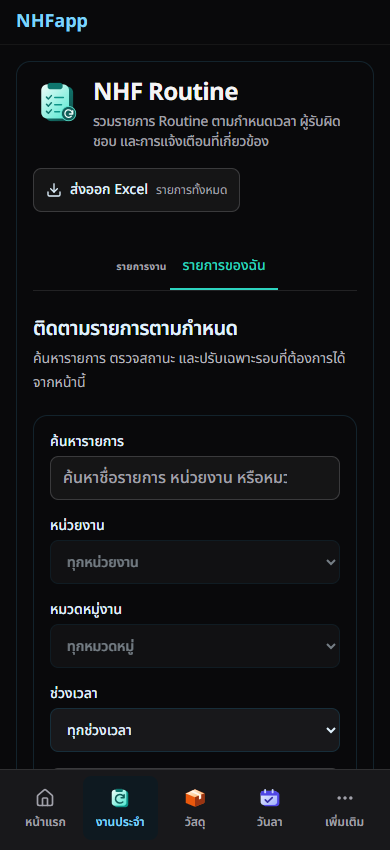 NHFapp
NHF Routine
รวมรายการ Routine ตามกำหนดเวลา ผู้รับผิด
ชอบ และการแจ้งเตือนที่เกี่ยวข้อง
ส่งออก Excel รายการทั้งหมด
รายการงาน รายการของฉัน
ติดตามรายการตามกำหนด
ค้นหารายการ ตรวจสถานะ และปรับเฉพาะรอบที่ต้องการได้
จากหน้านี้
ค้นหารายการ
ค้นหาชื่อรายการ หน่วยงาน หรือหมว
หน่วยงาน
ทุกหน่วยงาน
หมวดหมู่งาน
ทุกหมวดหมู่
ช่วงเวลา
ทุกช่วงเวลา
หน้าแรก งานประจำ วัสดุ วันลา เพิ่มเติม